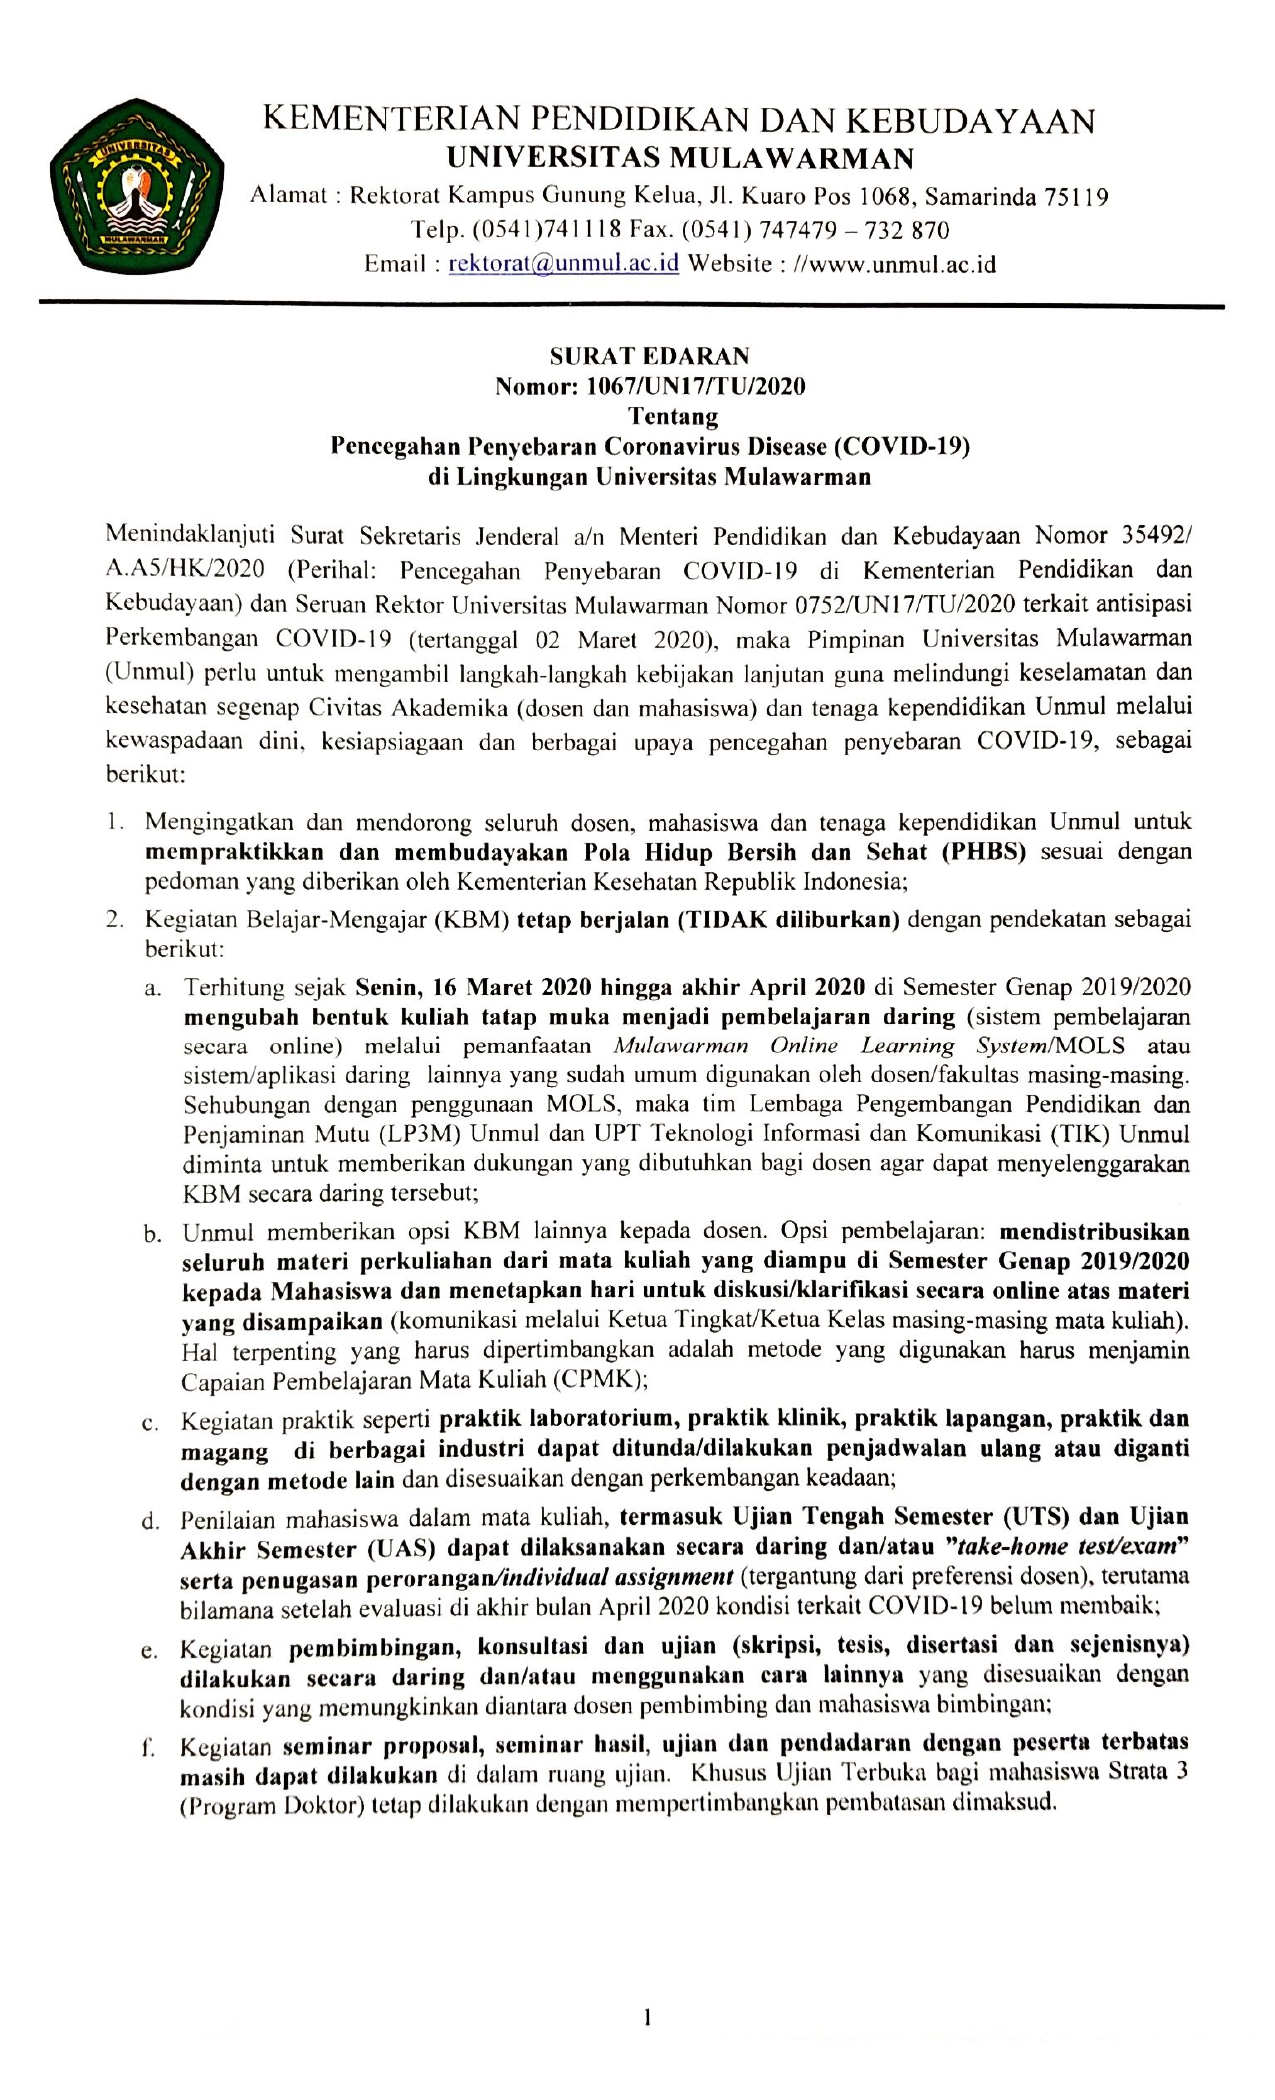 UNIVERSITAS
MULAWARMAN
KEMENTERIAN PENDIDIKAN DAN KEBUDAYAAN
UNIVERSITAS MULAWARMAN
Alamat : Rektorat Kampus Gunung Kelua, Jl. Kuaro Pos 1068, Samarinda 75119
Telp. (0541)741118 Fax. (0541) 747479 – 732 870
Email : rektorat@unmul.ac.id Website : //www.unmul.ac.id
SURAT EDARAN
Nomor: 1067/UN17/TU/2020
Tentang
Pencegahan Penyebaran Coronavirus Disease (COVID-19)
di Lingkungan Universitas Mulawarman
Menindaklanjuti Surat Sekretaris Jenderal a/n Menteri Pendidikan dan Kebudayaan Nomor 35492/
A.A5/HK/2020 (Perihal: Pencegahan Penyebaran COVID-19 di Kementerian Pendidikan dan
Kebudayaan) dan Seruan Rektor Universitas Mulawarman Nomor 0752/UN17/TU/2020 terkait antisipasi
Perkembangan COVID-19 (tertanggal 02 Maret 2020), maka Pimpinan Universitas Mulawarman
(Unmul) perlu untuk mengambil langkah-langkah kebijakan lanjutan guna melindungi keselamatan dan
kesehatan segenap Civitas Akademika (dosen dan mahasiswa) dan tenaga kependidikan Unmul melalui
kewaspadaan dini, kesiapsiagaan dan berbagai upaya pencegahan penyebaran COVID-19, sebagai
berikut:
1. Mengingatkan dan mendorong seluruh dosen, mahasiswa dan tenaga kependidikan Unmul untuk
mempraktikkan dan membudayakan Pola Hidup Bersih dan Sehat (PHBS) sesuai dengan
pedoman yang diberikan oleh Kementerian Kesehatan Republik Indonesia;
2. Kegiatan Belajar-Mengajar (KBM) tetap berjalan (TIDAK diliburkan) dengan pendekatan sebagai
berikut:
a. Terhitung sejak Senin, 16 Maret 2020 hingga akhir April 2020 di Semester Genap 2019/2020
mengubah bentuk kuliah tatap muka menjadi pembelajaran daring (sistem pembelajaran
secara online) melalui pemanfaatan Mulawarman Online Learning System/MOLS atau
sistem/aplikasi daring lainnya yang sudah umum digunakan oleh dosen/fakultas masing-masing.
Sehubungan dengan penggunaan MOLS, maka tim Lembaga Pengembangan Pendidikan dan
Penjaminan Mutu (LP3M) Unmul dan UPT Teknologi Informasi dan Komunikasi (TIK) Unmul
diminta untuk memberikan dukungan yang dibutuhkan bagi dosen agar dapat menyelenggarakan
KBM secara daring tersebut;
b. Unmul memberikan opsi KBM lainnya kepada dosen. Opsi pembelajaran: mendistribusikan
seluruh materi perkuliahan dari mata kuliah yang diampu di Semester Genap 2019/2020
kepada Mahasiswa dan menetapkan hari untuk diskusi/klarifikasi secara online atas materi
yang disampaikan (komunikasi melalui Ketua Tingkat/Ketua Kelas masing-masing mata kuliah).
Hal terpenting yang harus dipertimbangkan adalah metode yang digunakan harus menjamin
Capaian Pembelajaran Mata Kuliah (CPMK);
c. Kegiatan praktik seperti praktik laboratorium, praktik klinik, praktik lapangan, praktik dan
magang di berbagai industri dapat ditunda/dilakukan penjadwalan ulang atau diganti
dengan metode lain dan disesuaikan dengan perkembangan keadaan;
d. Penilaian mahasiswa dalam mata kuliah, termasuk Ujian Tengah Semester (UTS) dan Ujian
Akhir Semester (UAS) dapat dilaksanakan secara daring dan/atau ”take-home test/exam”
serta penugasan perorangan/individual assignment (tergantung dari preferensi dosen), terutama
bilamana setelah evaluasi di akhir bulan April 2020 kondisi terkait COVID-19 belum membaik;
e. Kegiatan pembimbingan, konsultasi dan ujian (skripsi, tesis, disertasi dan sejenisnya)
dilakukan secara daring dan/atau menggunakan cara lainnya yang disesuaikan dengan
kondisi yang memungkinkan diantara dosen pembimbing dan mahasiswa bimbingan;
f. Kegiatan seminar proposal, seminar hasil, ujian dan pendadaran dengan peserta terbatas
masih dapat dilakukan di dalam ruang ujian. Khusus Ujian Terbuka bagi mahasiswa Strata 3
(Program Doktor) tetap dilakukan dengan mempertimbangkan pembatasan dimaksud.
1